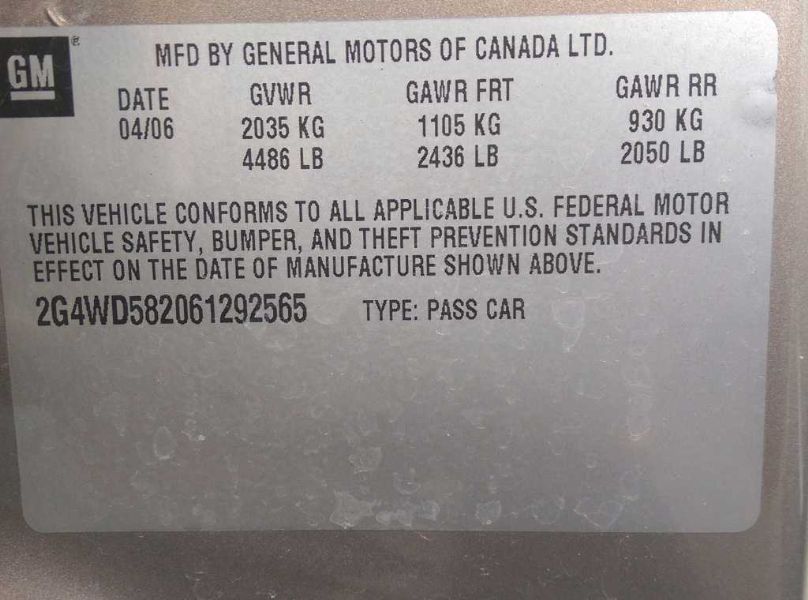 GM®
MFD BY GENERAL MOTORS OF CANADA LTD.
DATE GVWR GAWR FRT GAWR RR
04/06 2035 KG 1105 KG 930 KG
4486 LB 2436 LB 2050 LB
THIS VEHICLE CONFORMS TO ALL APPLICABLE U.S. FEDERAL MOTOR
VEHICLE SAFETY, BUMPER, AND THEFT PREVENTION STANDARDS IN
EFFECT ON THE DATE OF MANUFACTURE SHOWN ABOVE.
2G4WD582061292565 TYPE: PASS CAR